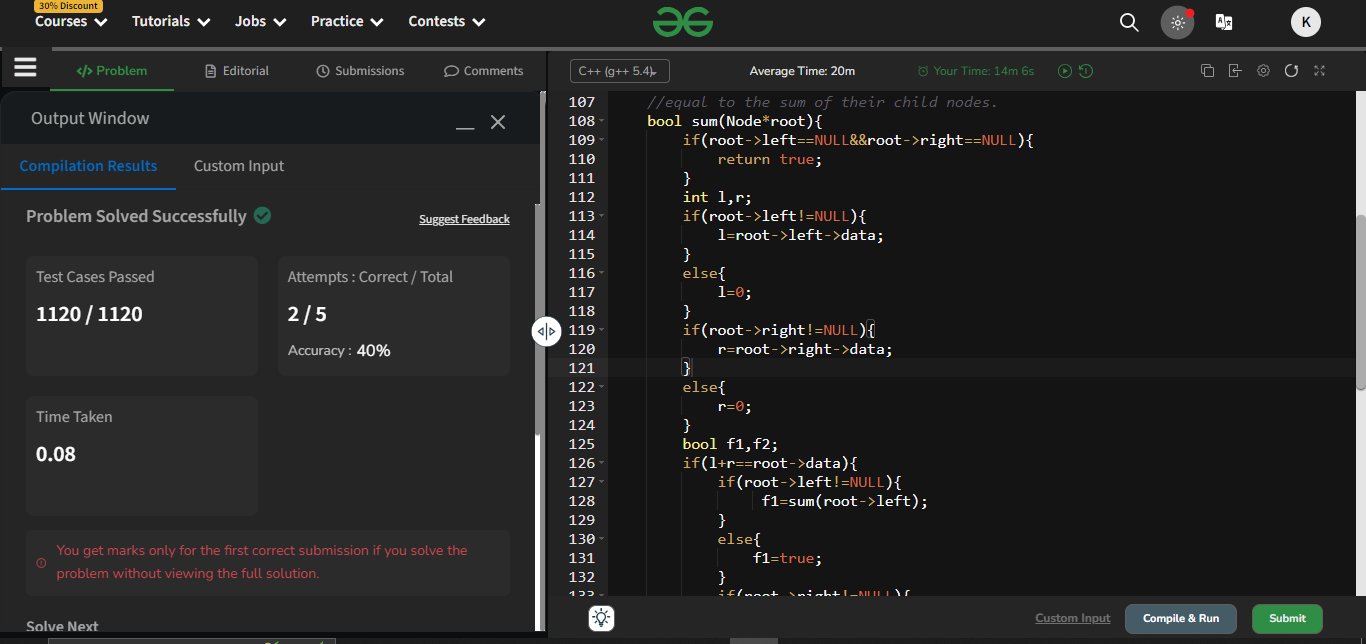 30% Discount
Courses Tutorials Jobs Practice Contests K
</> Problem Editorial Submissions Comments
C++ (g++ 5.4) Average Time: 20m Your Time: 14m 6s
Output Window
Compilation Results Custom Input
Problem Solved Successfully
Suggest Feedback
Test Cases Passed
1120 / 1120
Attempts : Correct / Total
2 / 5
Accuracy : 40%
Time Taken
0.08
You get marks only for the first correct submission if you solve the
problem without viewing the full solution.
Solve Next
107 //equal to the sum of their child nodes.
108 bool sum(Node*root){
109 if(root->left==NULL&&root->right==NULL){
110 return true;
111 }
112 int l,r;
113 if(root->left!=NULL){
114 l=root->left->data;
115 }
116 else{
117 l=0;
118 }
119 if(root->right!=NULL){
120 r=root->right->data;
121 }
122 else{
123 r=0;
124 }
125 bool f1,f2;
126 if(l+r==root->data){
127 if(root->left!=NULL){
128 f1=sum(root->left);
129 }
130 else{
131 f1=true;
132 }
133 if(root->right!=NULL){
Custom Input Compile & Run Submit